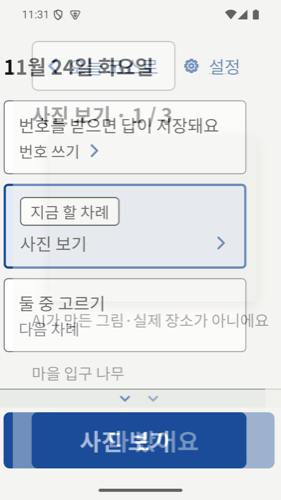 11:31
11월 24일 화요일
설정
사진 보기 · 1 / 3
번호를 받으면 답이 저장돼요
번호 쓰기
지금 할 차례
사진 보기
둘 중 고르기
AI가 만든 그림·실제 장소가 아니에요
다음 차례
마을 입구 나무
사진 보기